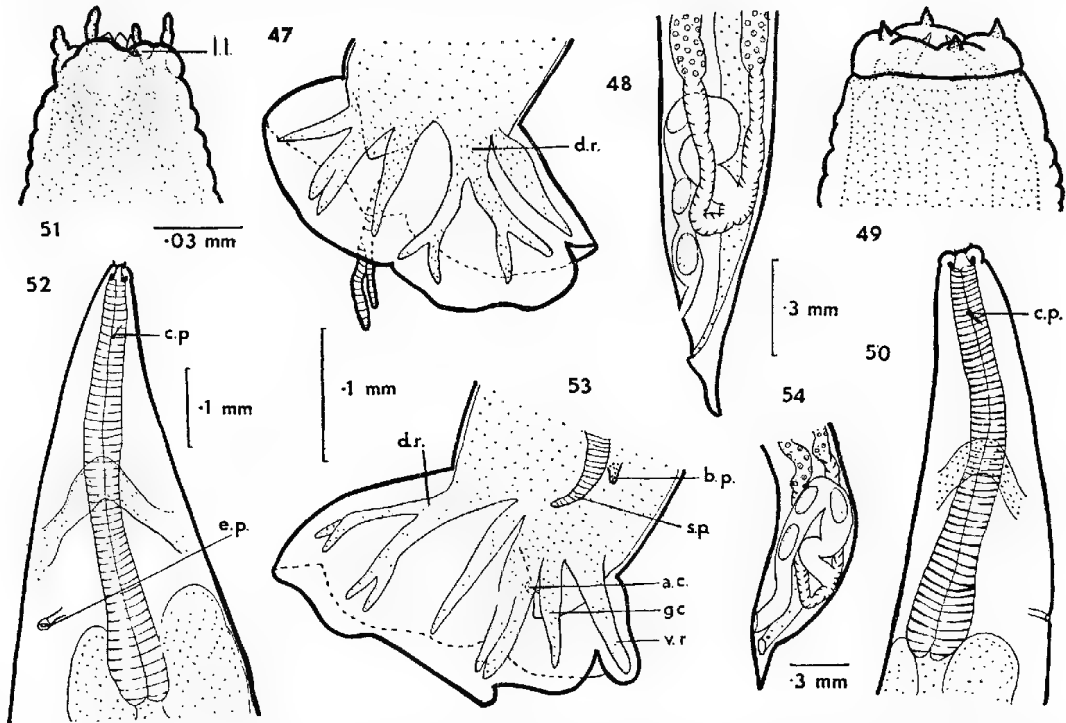 l.l.
47
48
d.r.
51
·03 mm
49
52
c.p
·3 mm
c.p.
50
·1 mm
·1 mm
53
54
d.r.
b.p.
s.p.
e.p.
a.c.
g c
v. r
·3 mm